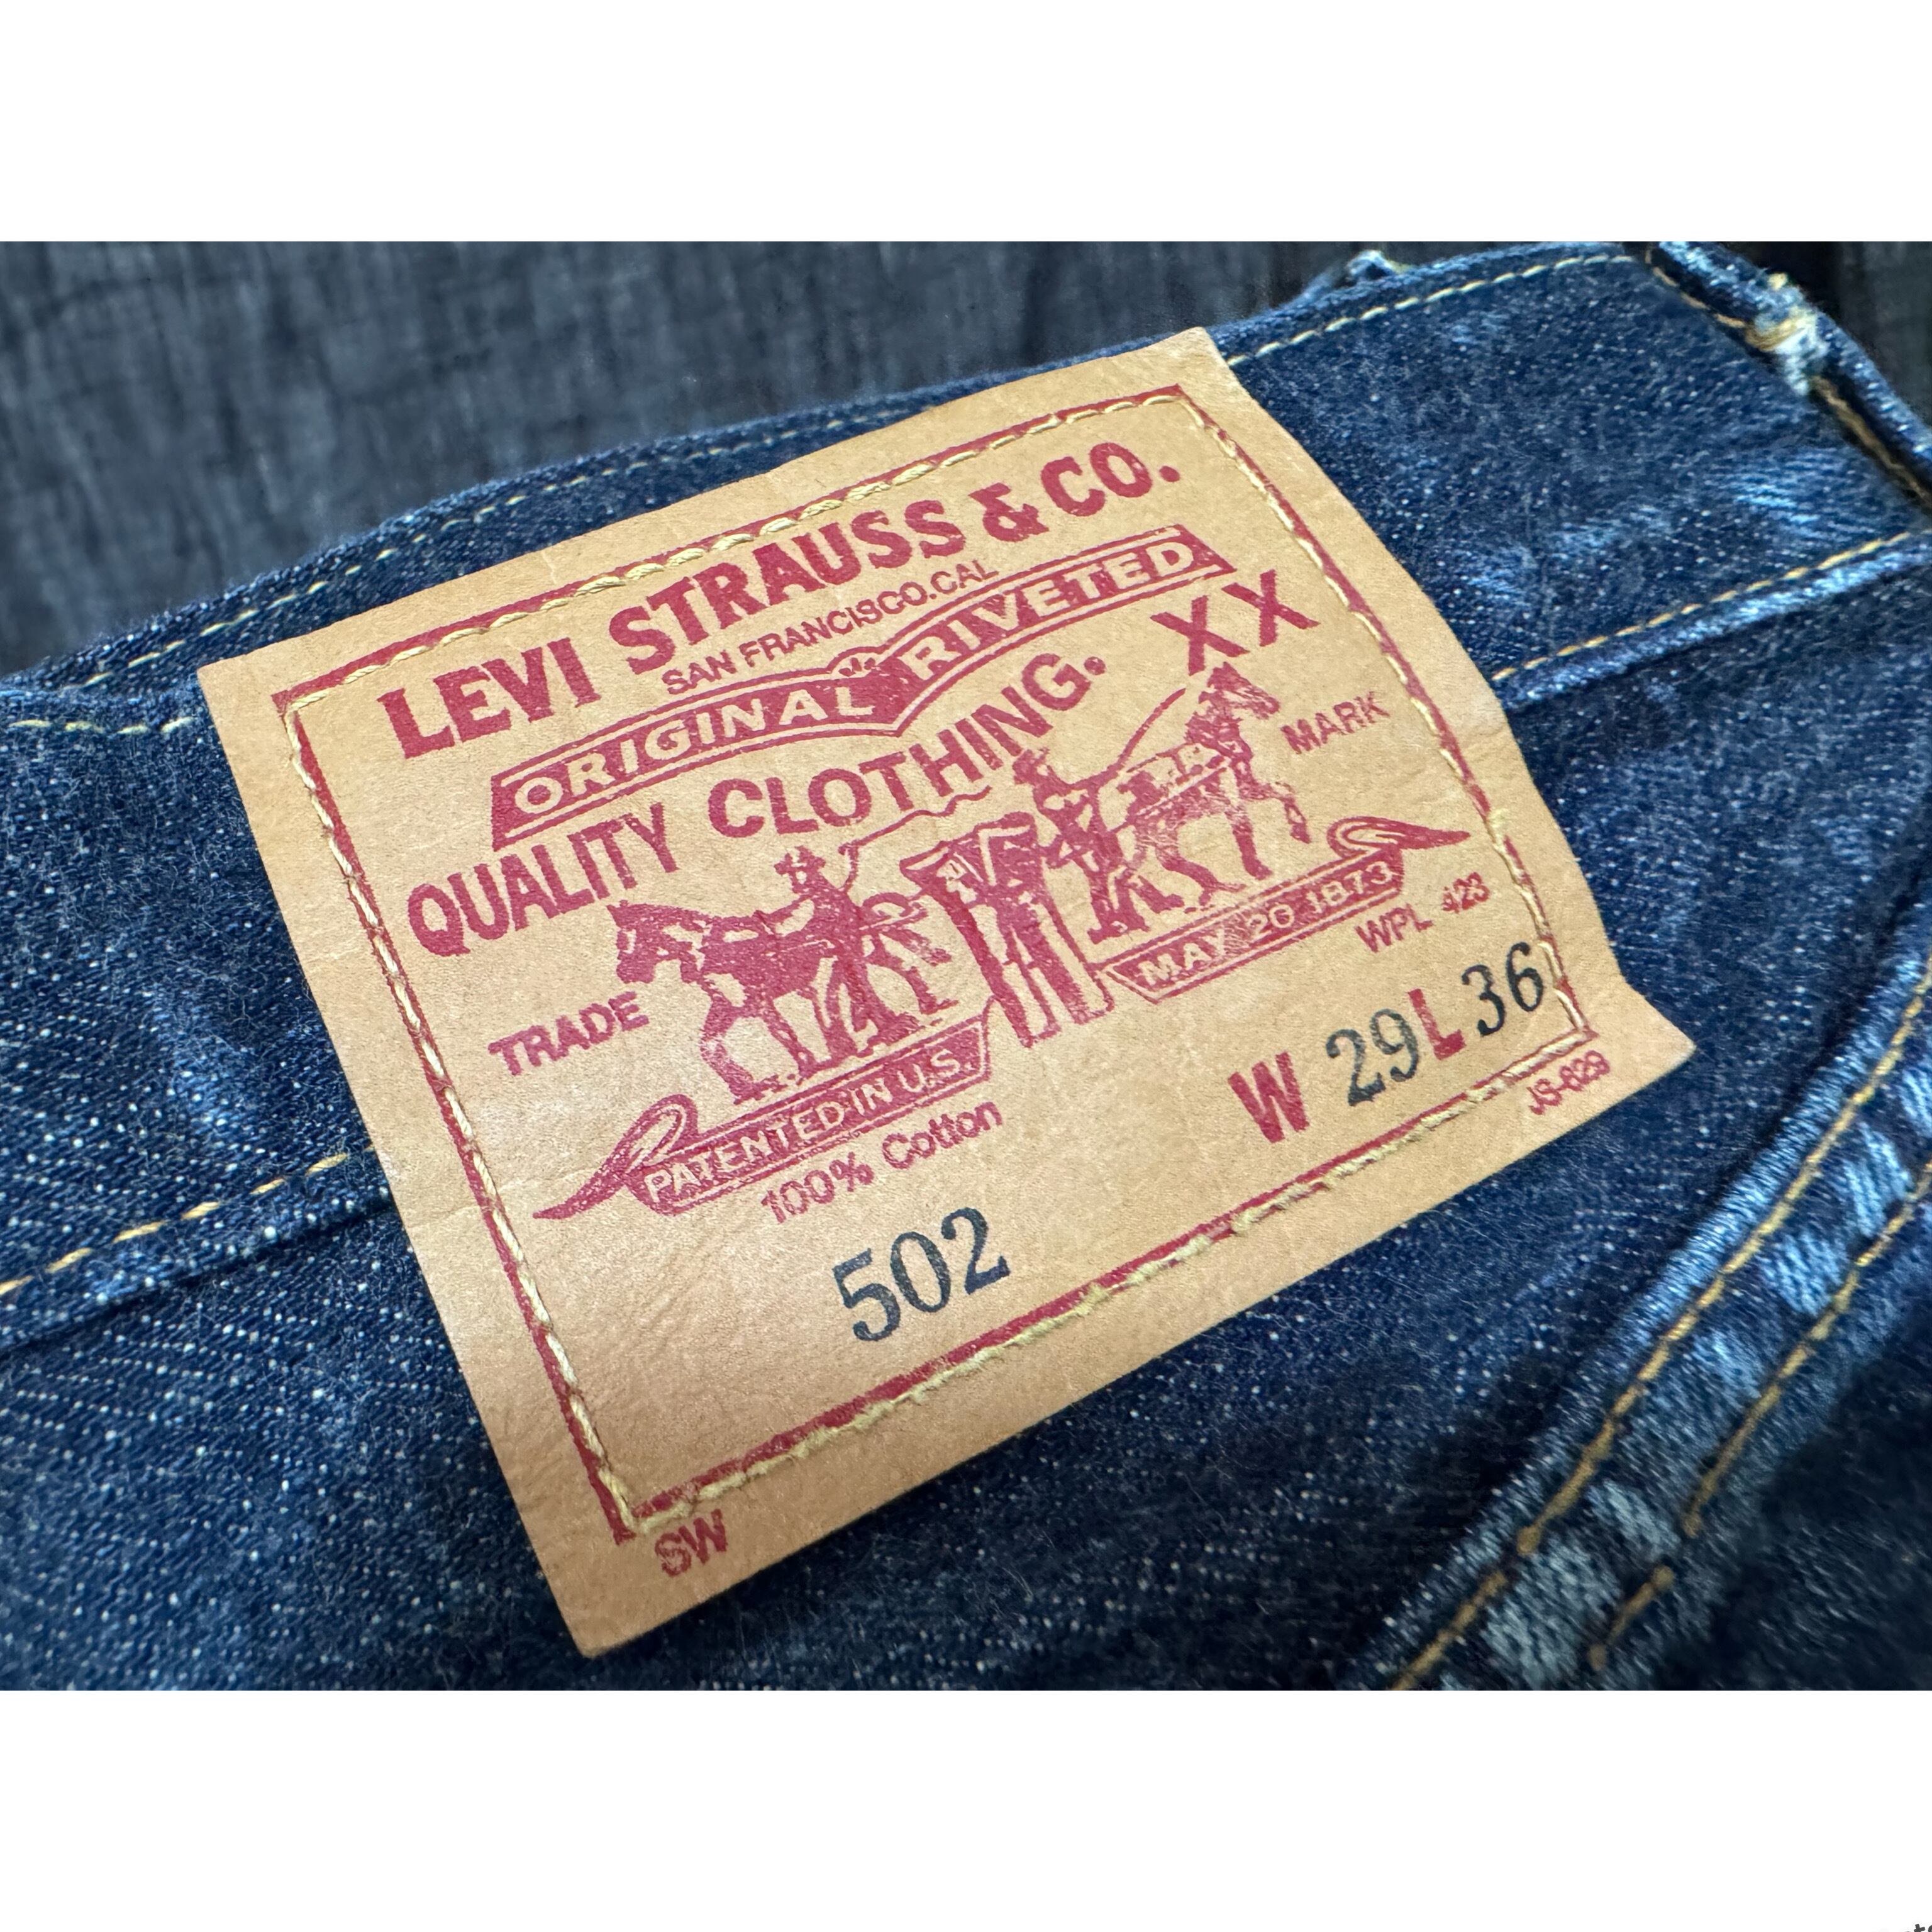 LEVI STRAUSS & CO.
SAN FRANCISCO.CAL
ORIGINAL RIVETED
QUALITY CLOTHING. XX
TRADE MARK
PATENTED IN U.S. MAY 20 1873
WPL 423
100% Cotton
W 29 L 36
502
SW JS-629